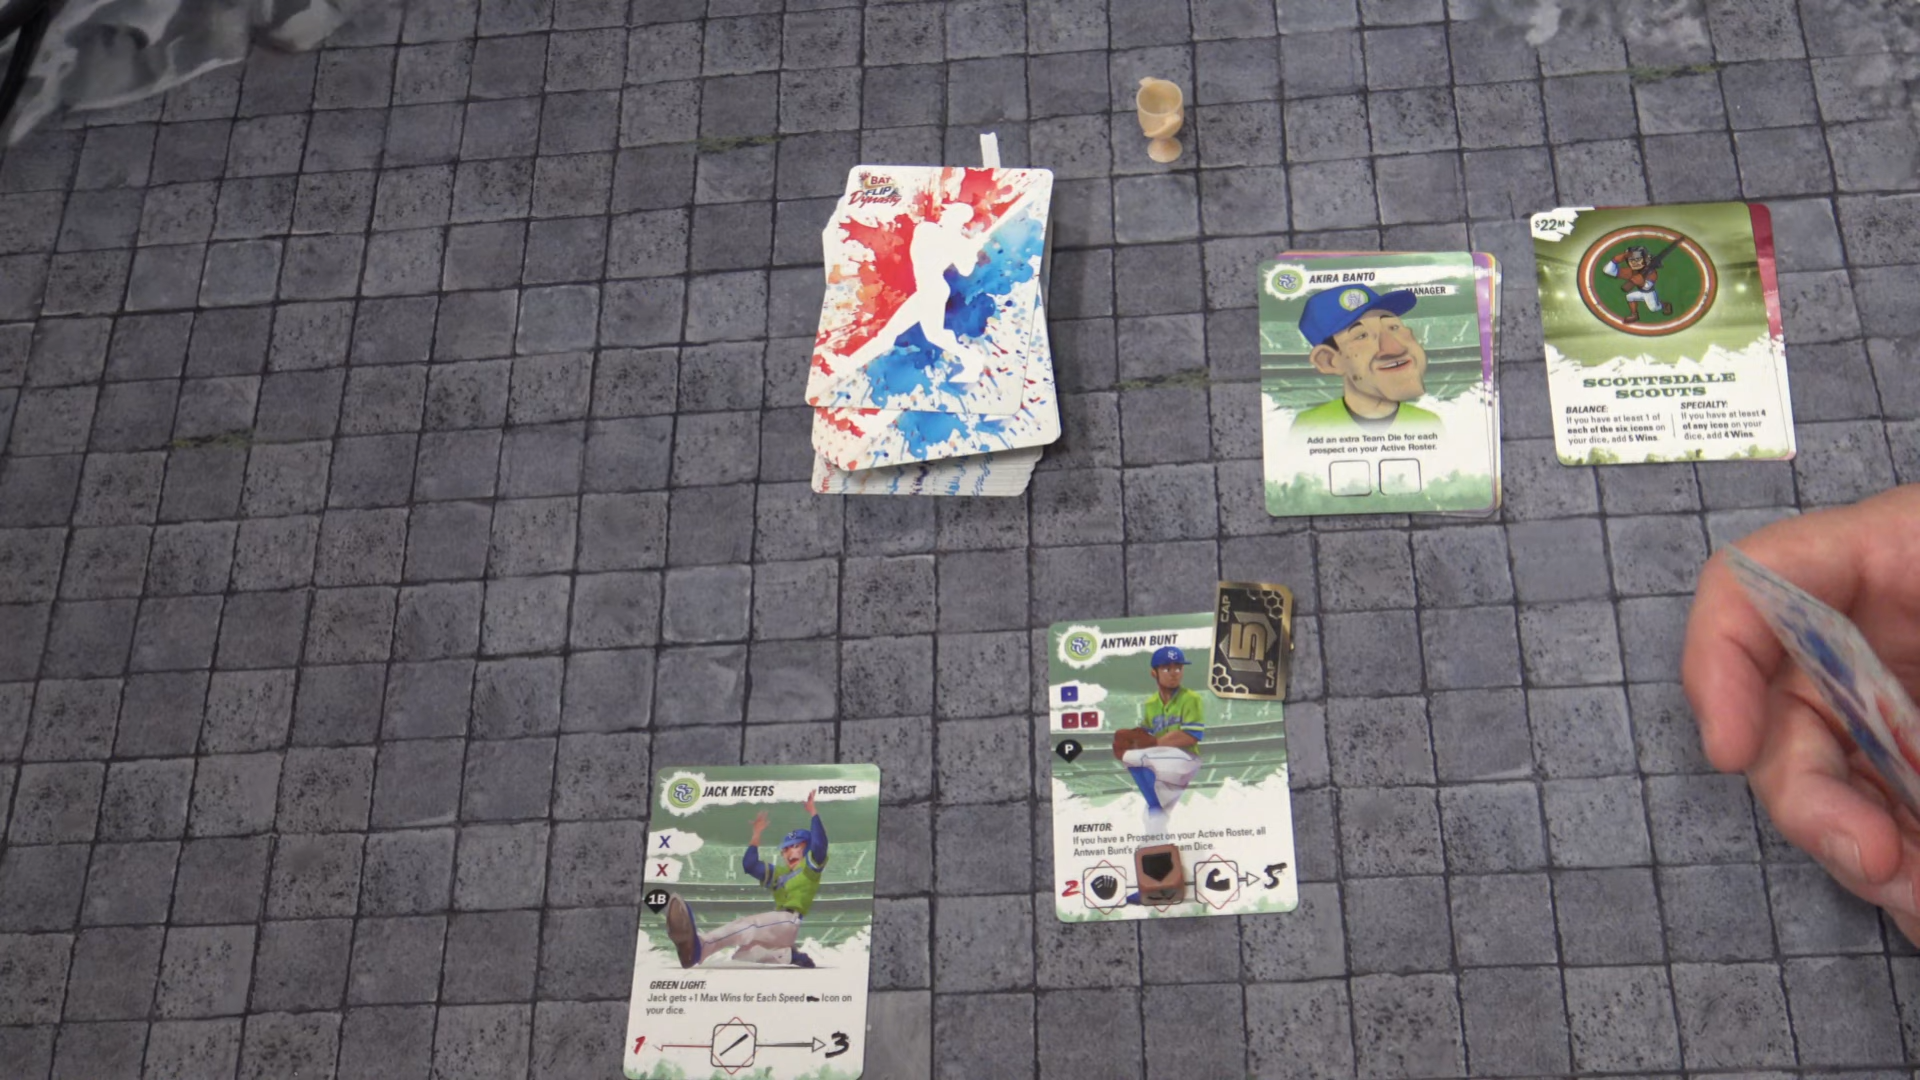 BAT
FLIP
Dynasty
AKIRA BANTO
MANAGER
Add an extra Team Die for each
prospect on your Active Roster.
$22M
SCOTTSDALE
SCOUTS
BALANCE:
If you have at least 1 of
each of the six icons on
your dice, add 5 Wins.
SPECIALTY:
If you have at least 4
of any icon on your
dice, add 4 Wins.
ANTWAN BUNT
CAP
5
CAP
P
MENTOR:
If you have a Prospect on your Active Roster, all
Antwan Bunt's Dice.
2
5
SC
JACK MEYERS
PROSPECT
X
X
1B
GREEN LIGHT:
Jack gets +1 Max Wins for Each Speed Icon on
your dice.
1
3